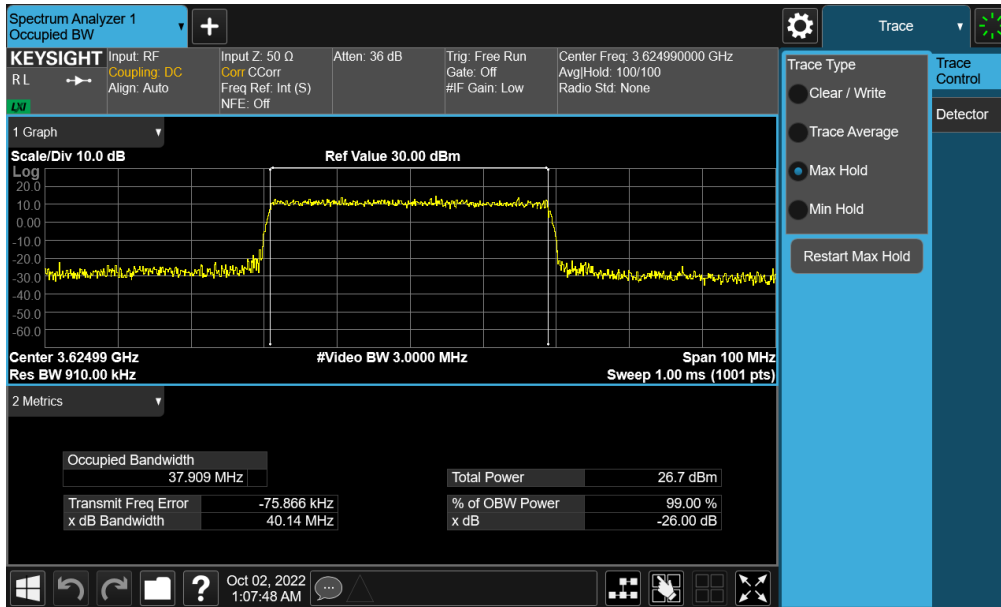 Spectrum Analyzer 1
Occupied BW
+
Trace
KEYSIGHT
R L
LXI
Input: RF
Coupling: DC
Align: Auto
Input Z: 50 Ω
Corr CCorr
Freq Ref: Int (S)
NFE: Off
Atten: 36 dB
Trig: Free Run
Gate: Off
#IF Gain: Low
Center Freq: 3.624990000 GHz
Avg|Hold: 100/100
Radio Std: None
Trace Type
Clear / Write
Trace Average
Max Hold
Min Hold
Restart Max Hold
Trace
Control
Detector
1 Graph
Scale/Div 10.0 dB
Ref Value 30.00 dBm
Log
20.0
10.0
0.00
-10.0
-20.0
-30.0
-40.0
-50.0
-60.0
Center 3.62499 GHz
#Video BW 3.0000 MHz
Span 100 MHz
Res BW 910.00 kHz
Sweep 1.00 ms (1001 pts)
2 Metrics
Occupied Bandwidth
37.909 MHz
Total Power 26.7 dBm
Transmit Freq Error -75.866 kHz
% of OBW Power 99.00 %
x dB Bandwidth 40.14 MHz
x dB -26.00 dB
?
Oct 02, 2022
1:07:48 AM